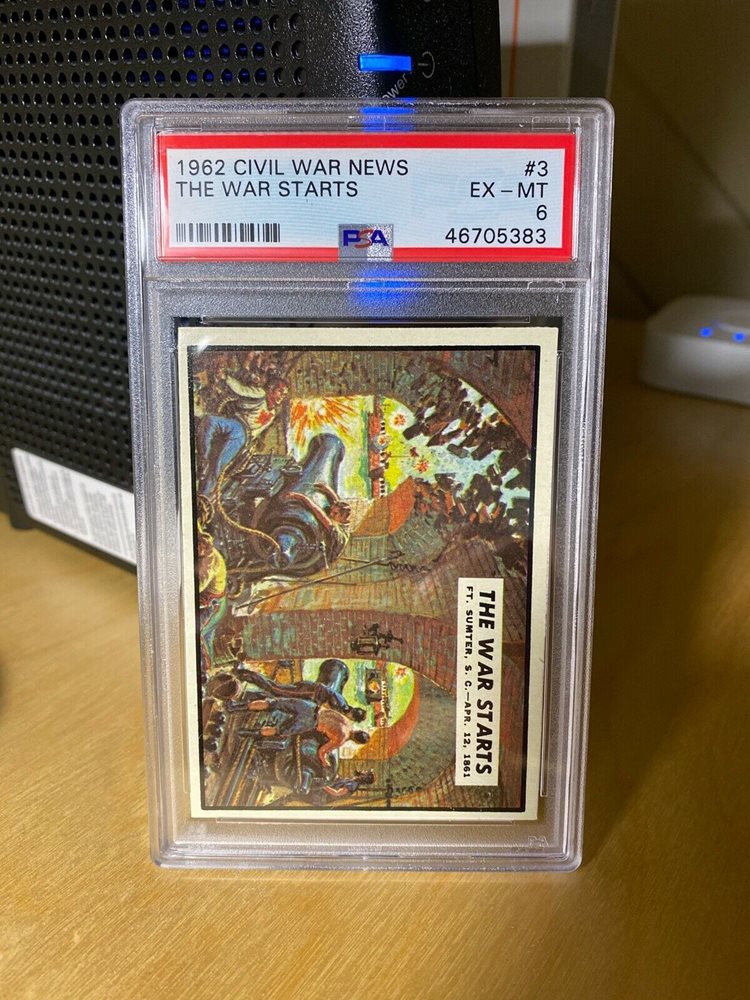 Power
1962 CIVIL WAR NEWS #3
THE WAR STARTS EX – MT
6
PSA 46705383
THE WAR STARTS
FT. SUMTER, S. C.—APR. 12, 1861